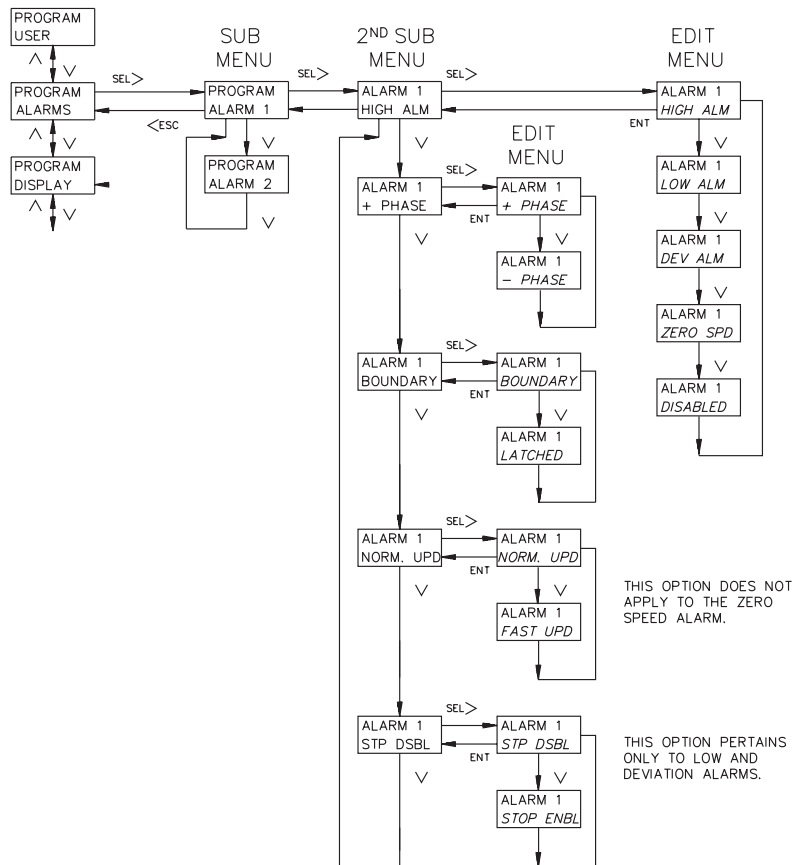 PROGRAM
USER
∧
∨
PROGRAM
ALARMS
∧
∨
PROGRAM
DISPLAY
∧
∨
SEL>
<ESC
SUB
MENU
PROGRAM
ALARM 1
∨
PROGRAM
ALARM 2
∨
SEL>
2ND SUB
MENU
ALARM 1
HIGH ALM
∨
SEL>
EDIT
MENU
ALARM 1
HIGH ALM
ENT
∨
ALARM 1
LOW ALM
∨
ALARM 1
DEV ALM
∨
ALARM 1
ZERO SPD
∨
ALARM 1
DISABLED
EDIT
MENU
ALARM 1
+ PHASE
∨
SEL>
ENT
ALARM 1
+ PHASE
∨
ALARM 1
− PHASE
ALARM 1
BOUNDARY
∨
SEL>
ENT
ALARM 1
BOUNDARY
∨
ALARM 1
LATCHED
ALARM 1
NORM. UPD
∨
SEL>
ENT
ALARM 1
NORM. UPD
∨
ALARM 1
FAST UPD
THIS OPTION DOES NOT
APPLY TO THE ZERO
SPEED ALARM.
ALARM 1
STP DSBL
∨
SEL>
ENT
ALARM 1
STP DSBL
∨
ALARM 1
STOP ENBL
THIS OPTION PERTAINS
ONLY TO LOW AND
DEVIATION ALARMS.